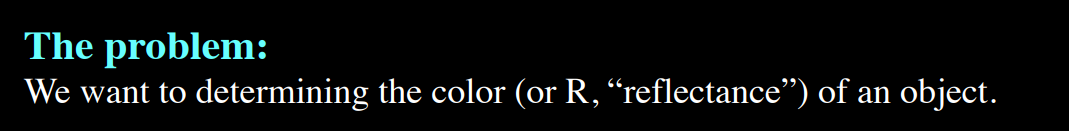 The problem:
We want to determining the color (or R, “reflectance”) of an object.